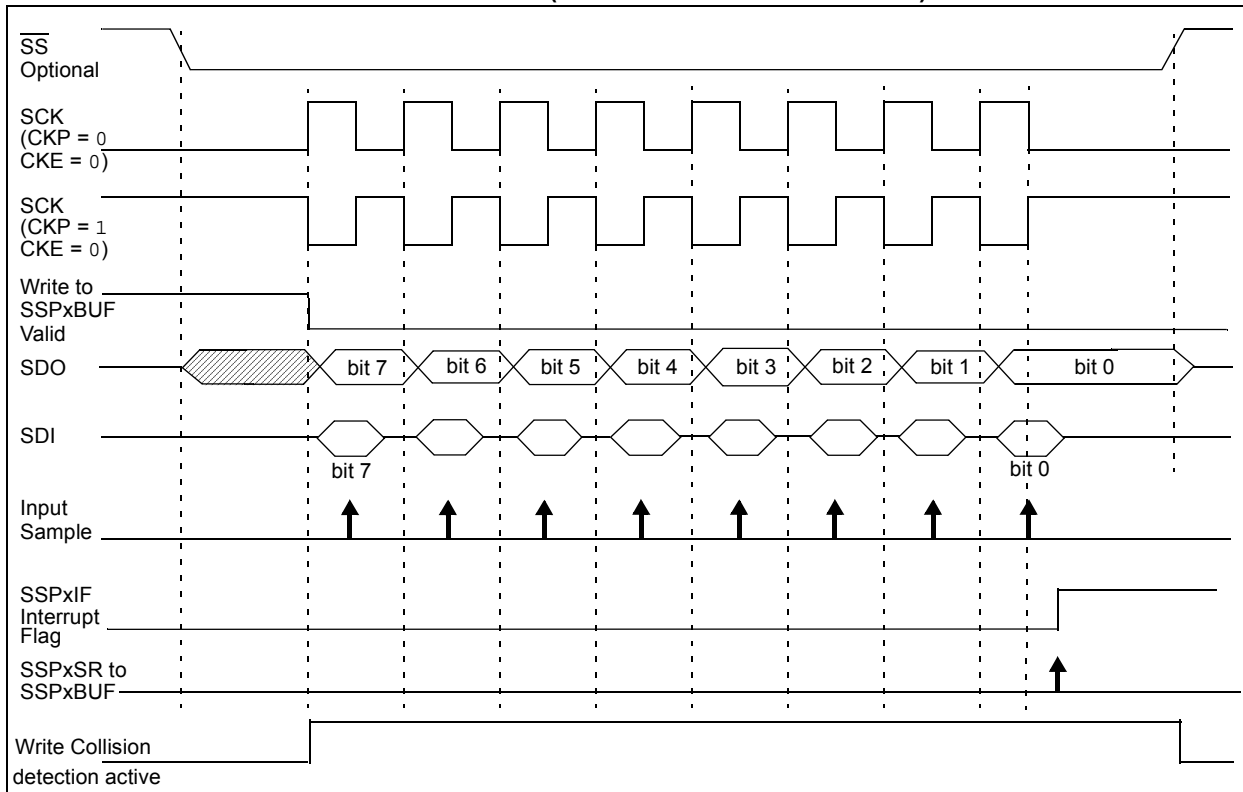 SS
Optional
SCK
(CKP = 0
CKE = 0)
SCK
(CKP = 1
CKE = 0)
Write to
SSPxBUF
Valid
SDO
bit 7
bit 6
bit 5
bit 4
bit 3
bit 2
bit 1
bit 0
SDI
bit 7
bit 0
Input
Sample
SSPxIF
Interrupt
Flag
SSPxSR to
SSPxBUF
Write Collision
detection active